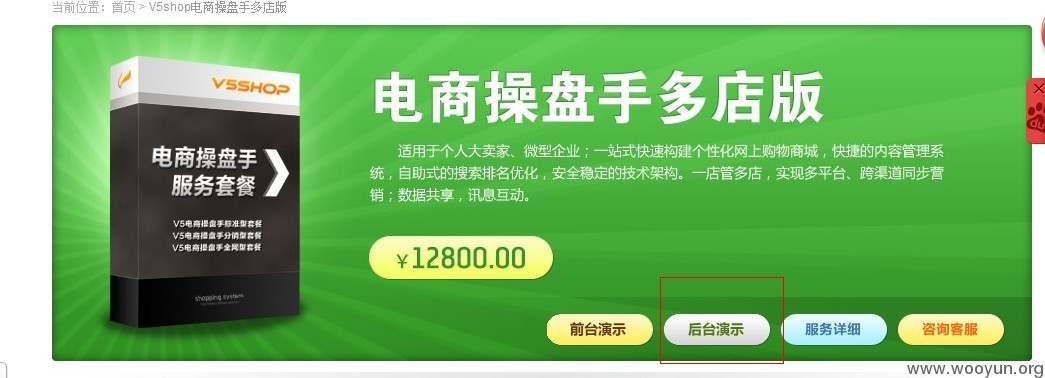 当前位置：首页 > V5shop电商操盘手多店版
V5SHOP
电商操盘手
服务套餐
V5电商操盘手标准型套餐
V5电商操盘手分销型套餐
V5电商操盘手全网型套餐
shopping system
电商操盘手多店版
适用于个人大卖家、微型企业；一站式快速构建个性化网上购物商城，快捷的内容管理系
统，自助式的搜索排名优化，安全稳定的技术架构。一店管多店，实现多平台、跨渠道同步营
销；数据共享，讯息互动。
￥12800.00
前台演示
后台演示
服务详细
咨询客服
du
www.wooyun.org